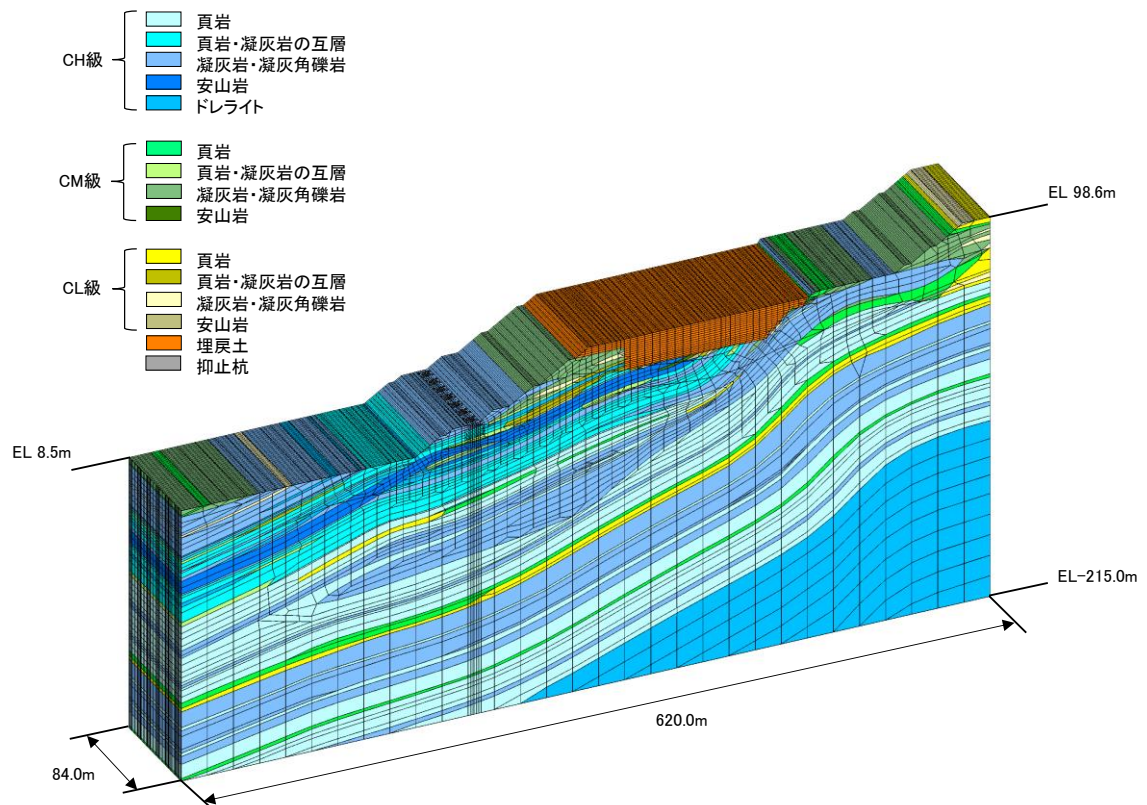 CH級
頁岩
頁岩・凝灰岩の互層
凝灰岩・凝灰角礫岩
安山岩
ドレライト
CM級
頁岩
頁岩・凝灰岩の互層
凝灰岩・凝灰角礫岩
安山岩
CL級
頁岩
頁岩・凝灰岩の互層
凝灰岩・凝灰角礫岩
安山岩
埋戻土
抑止杭
EL 98.6m
EL 8.5m
EL-215.0m
620.0m
84.0m